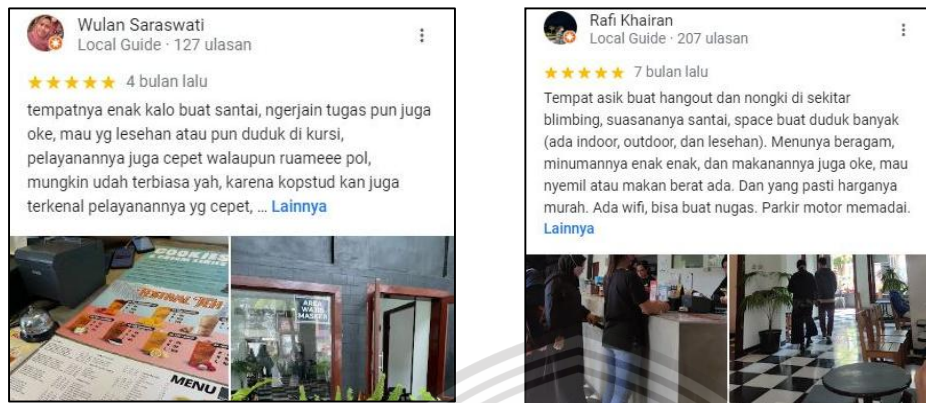 Wulan Saraswati
Local Guide · 127 ulasan
4 bulan lalu
tempatnya enak kalo buat santai, ngerjain tugas pun juga
oke, mau yg lesehan atau pun duduk di kursi,
pelayanannya juga cepet walaupun ruameee pol,
mungkin udah terbiasa yah, karena kopstud kan juga
terkenal pelayanannya yg cepet, ... Lainnya
COOKIES
MENU
AREA
WAJIB
MASKER
Rafi Khairan
Local Guide · 207 ulasan
7 bulan lalu
Tempat asik buat hangout dan nongki di sekitar
blimbing, suasananya santai, space buat duduk banyak
(ada indoor, outdoor, dan lesehan). Menunya beragam,
minumannya enak enak, dan makanannya juga oke, mau
nyemil atau makan berat ada. Dan yang pasti harganya
murah. Ada wifi, bisa buat nugas. Parkir motor memadai.
Lainnya